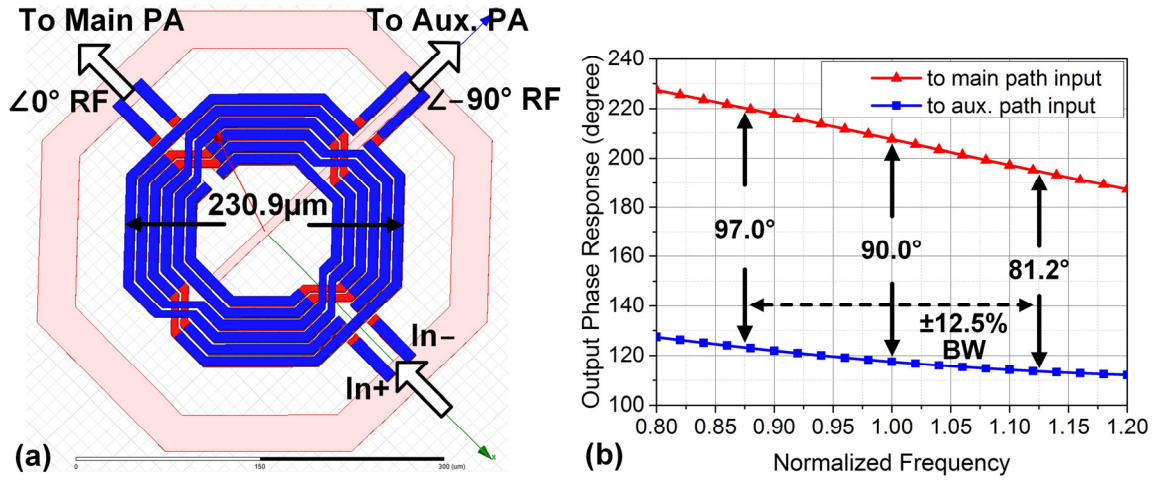 To Main PA
To Aux. PA
∠0° RF
∠−90° RF
230.9μm
In−
In+
x
(a)
0
150
300 (um)
Output Phase Response (degree)
240
220
200
180
160
140
120
100
to main path input
to aux. path input
97.0°
90.0°
81.2°
±12.5%
BW
0.80 0.85 0.90 0.95 1.00 1.05 1.10 1.15 1.20
(b)
Normalized Frequency